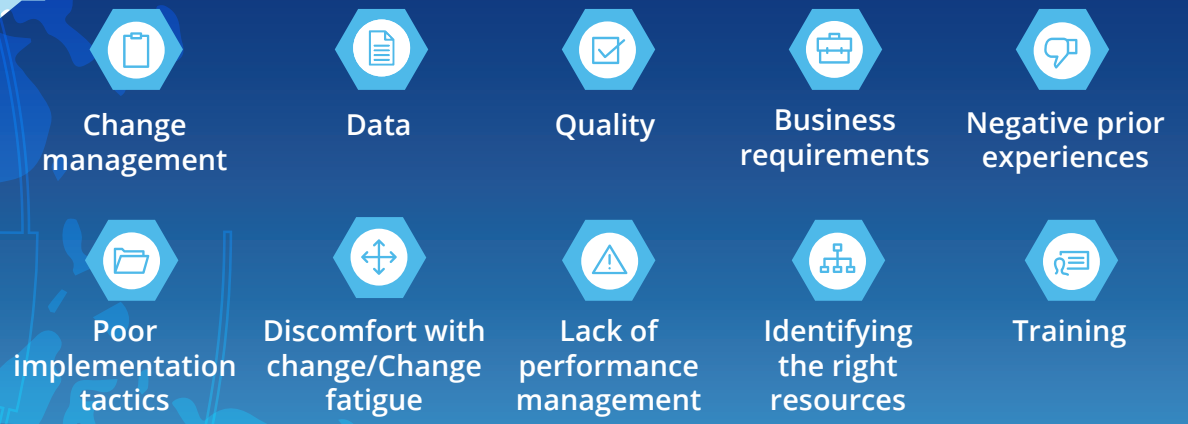 Change
management
Data
Quality
Business
requirements
Negative prior
experiences
Poor
implementation
tactics
Discomfort with
change/Change
fatigue
Lack of
performance
management
Identifying
the right
resources
Training